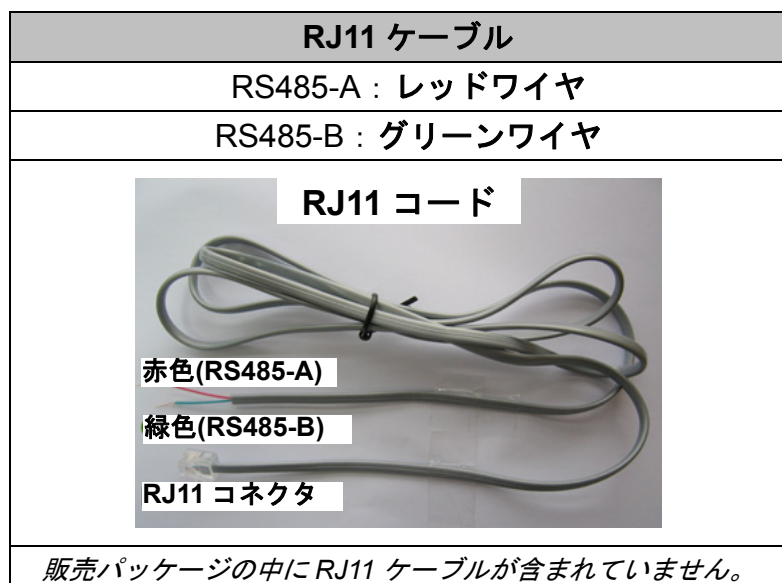 RJ11 ケーブル
RS485-A：レッドワイヤ
RS485-B：グリーンワイヤ
RJ11 コード
赤色(RS485-A)
緑色(RS485-B)
RJ11 コネクタ
販売パッケージの中に RJ11 ケーブルが含まれていません。